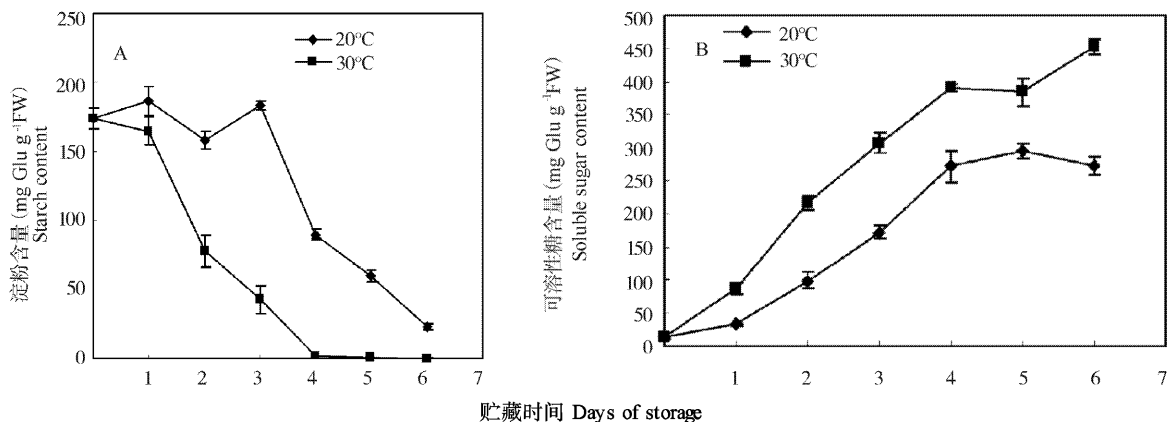 A
20°C
30°C
淀粉含量 (mg Glu g⁻¹FW)
Starch content
250
200
150
100
50
0
1 2 3 4 5 6 7
B
20°C
30°C
可溶性糖含量 (mg Glu g⁻¹FW)
Soluble sugar content
500
450
400
350
300
250
200
150
100
50
0
1 2 3 4 5 6 7
贮藏时间 Days of storage